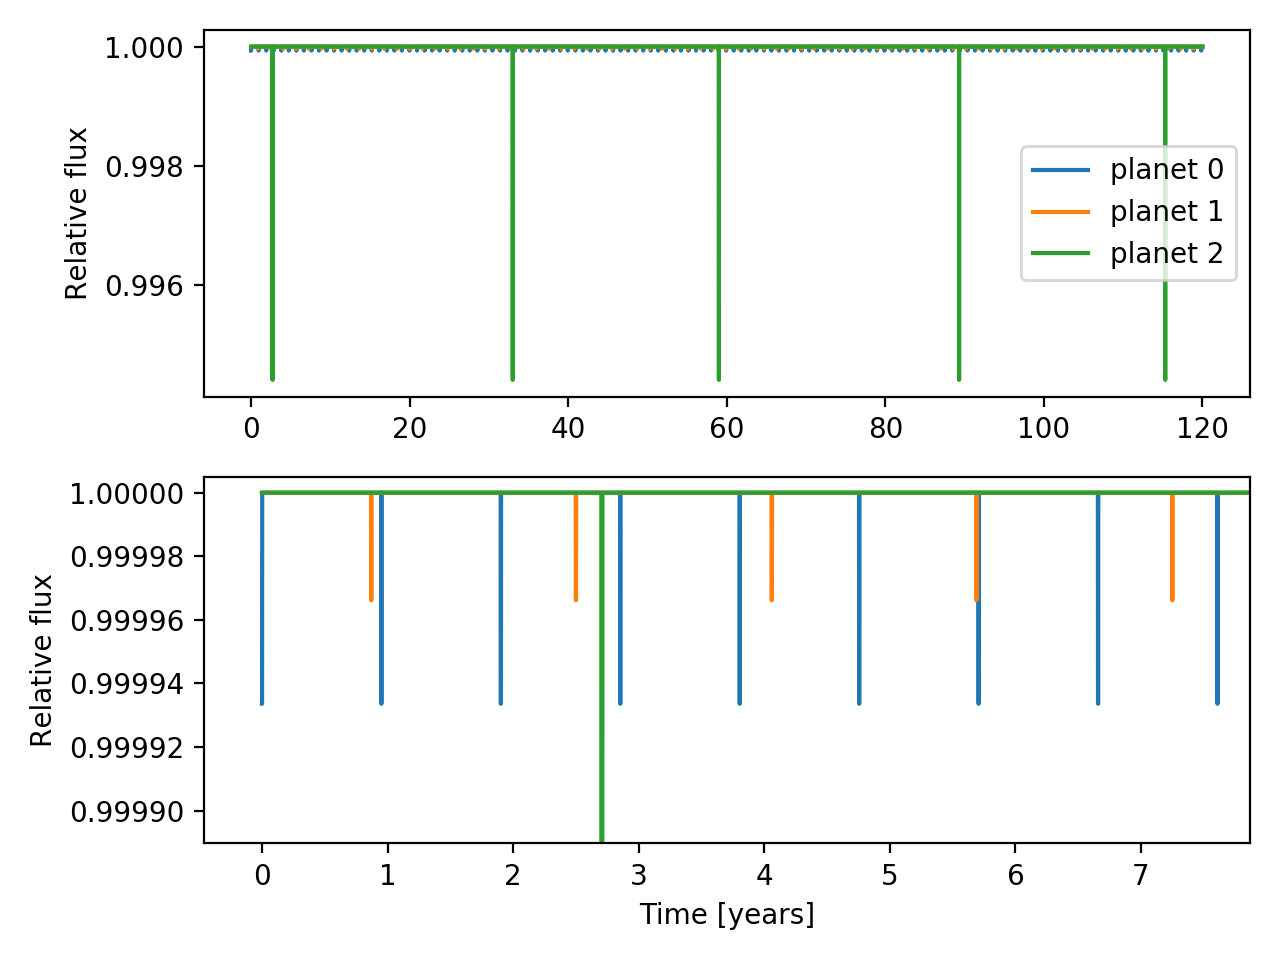 1.000
0.998
0.996
Relative flux
planet 0
planet 1
planet 2
0 20 40 60 80 100 120
1.00000
0.99998
0.99996
0.99994
0.99992
0.99990
Relative flux
0 1 2 3 4 5 6 7
Time [years]